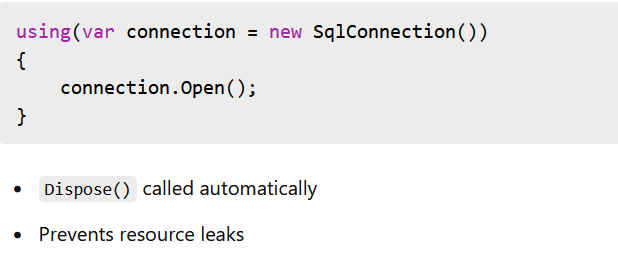 using(var connection = new SqlConnection())
{
    connection.Open();
}
• Dispose() called automatically
• Prevents resource leaks